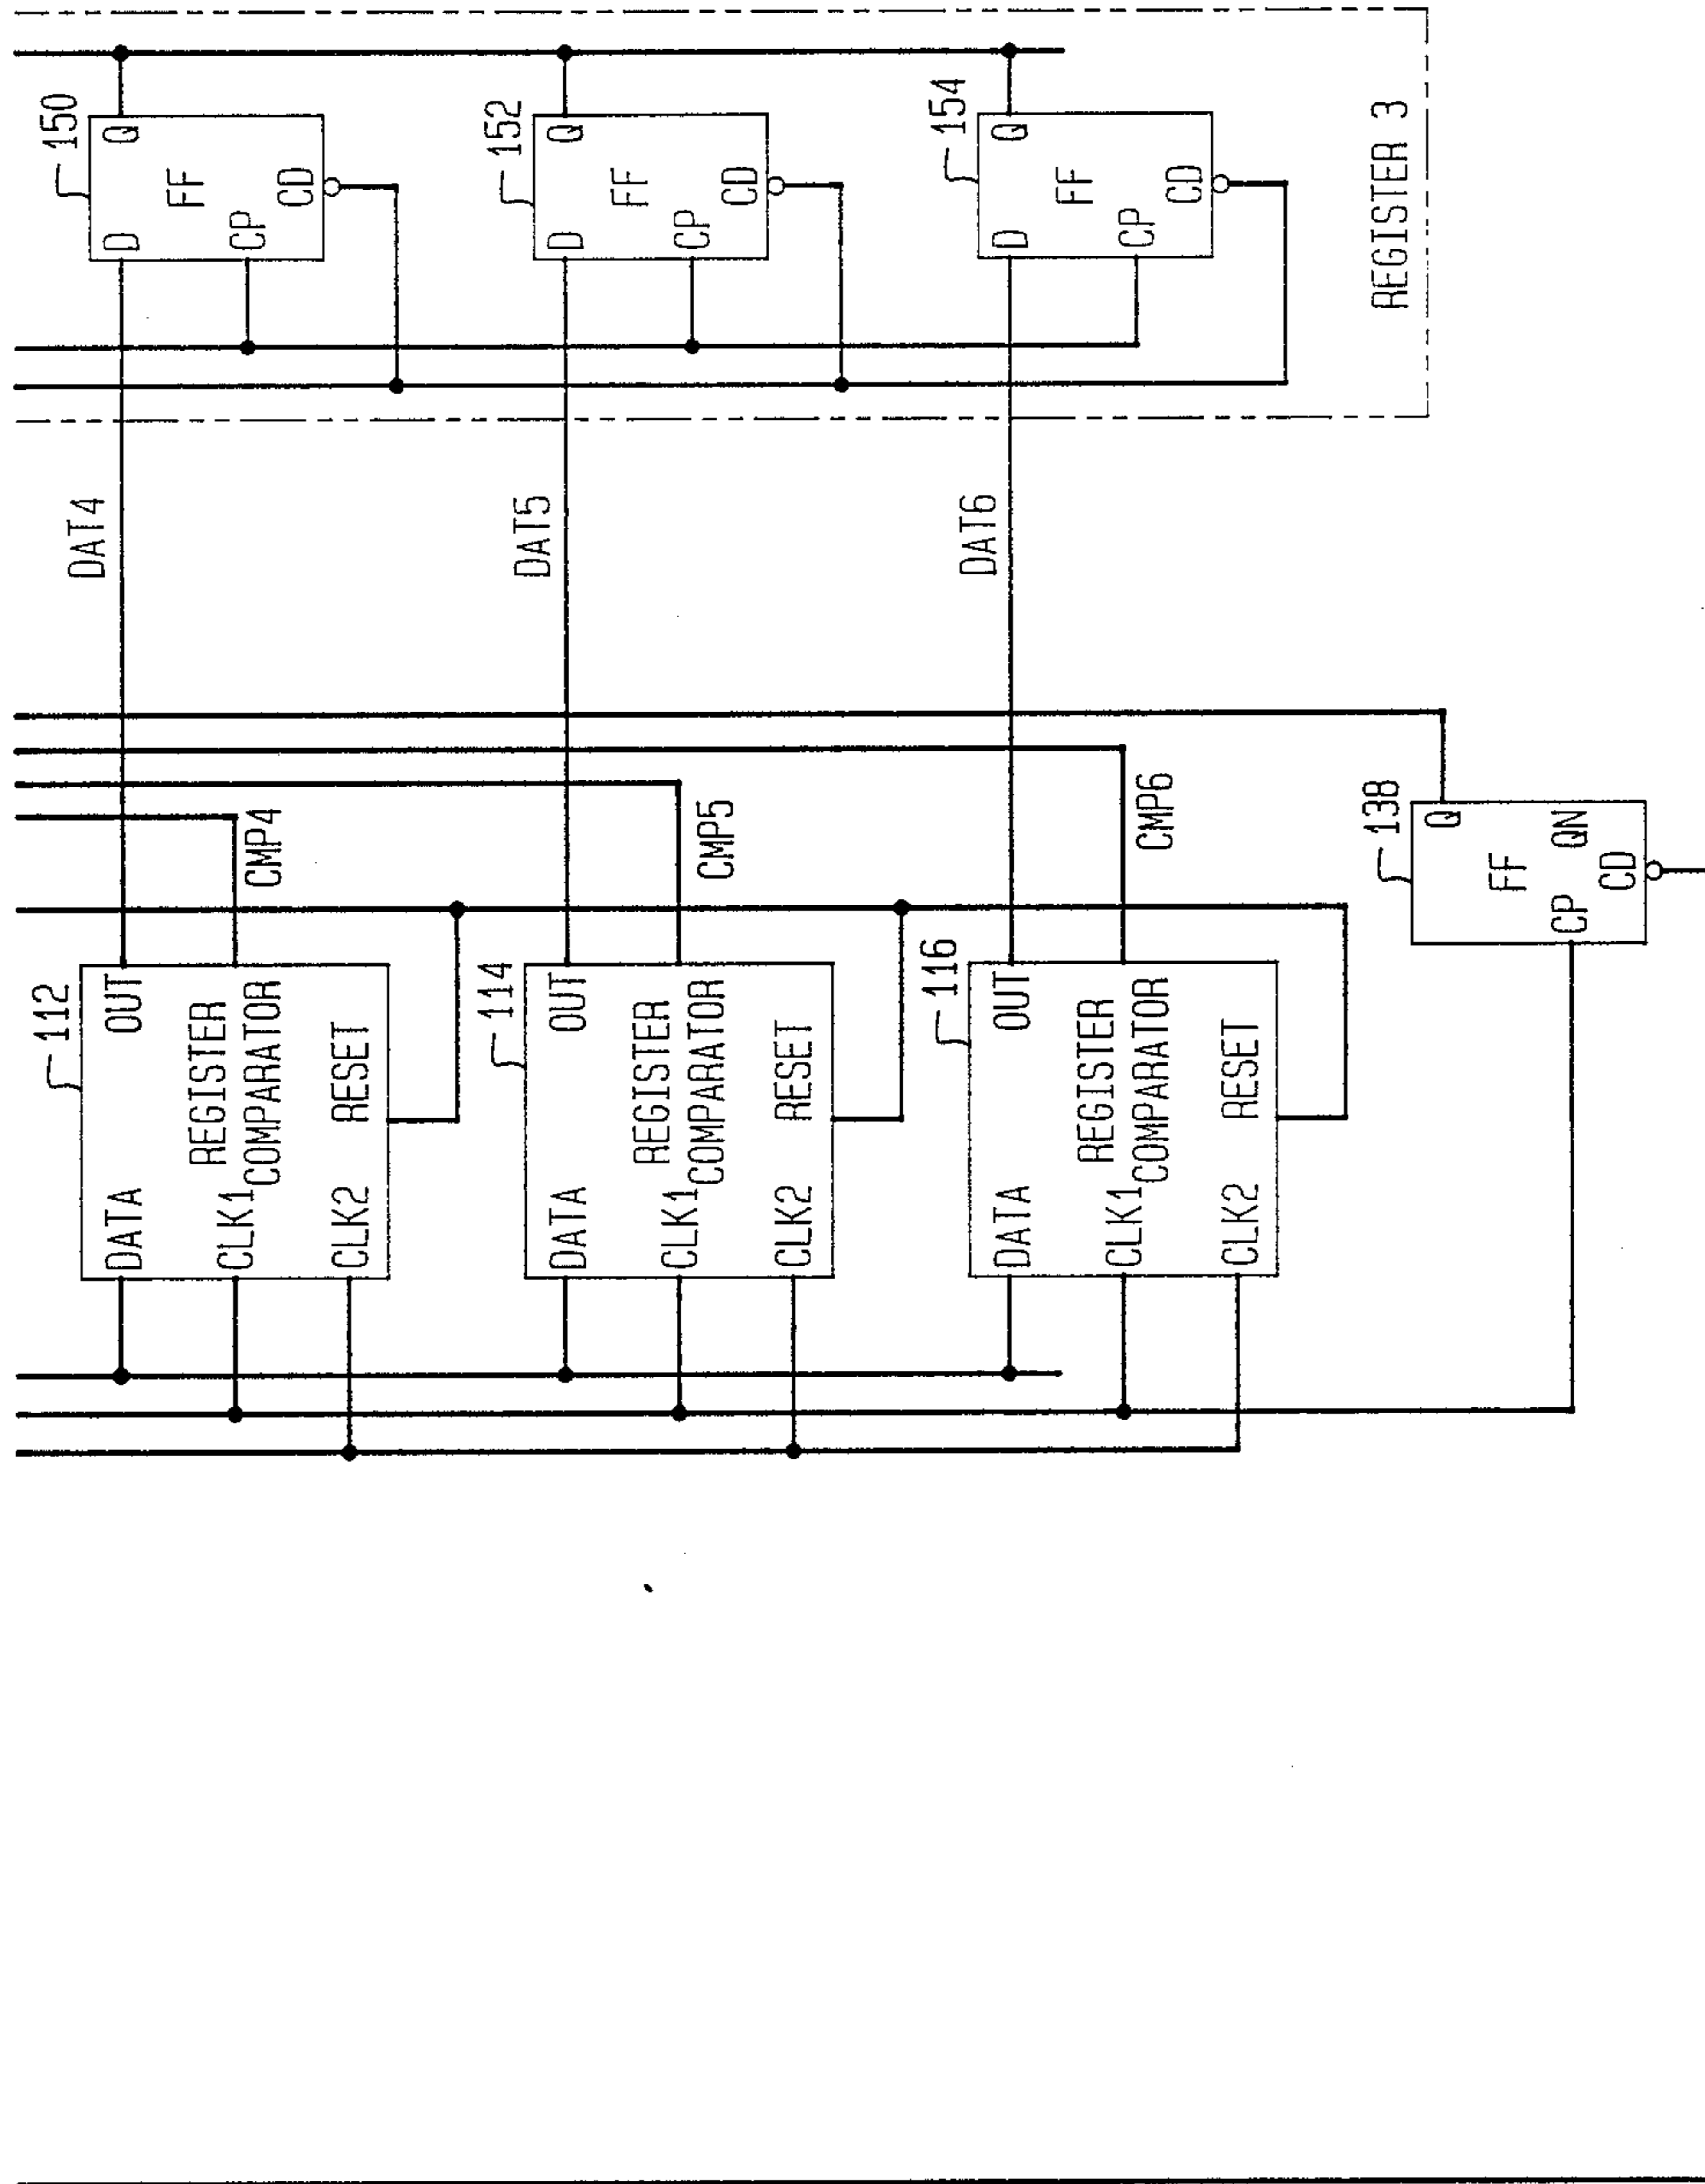 112
DATA
OUT
CLK1
REGISTER
COMPARATOR
CLK2
RESET
CMP4
DAT4
150
D
Q
FF
CP
CD
114
DATA
OUT
CLK1
REGISTER
COMPARATOR
CLK2
RESET
CMP5
DAT5
152
D
Q
FF
CP
CD
116
DATA
OUT
CLK1
REGISTER
COMPARATOR
CLK2
RESET
CMP6
DAT6
154
D
Q
FF
CP
CD
REGISTER 3
138
Q
FF
CP
QN
CD